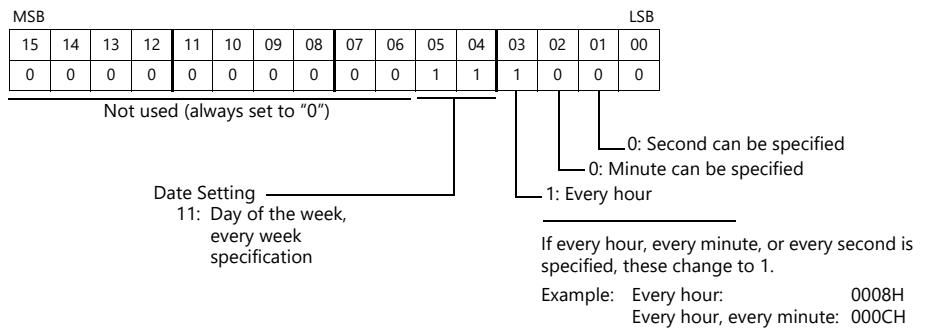 MSB LSB
15 14 13 12 11 10 09 08 07 06 05 04 03 02 01 00
0 0 0 0 0 0 0 0 0 0 1 1 1 0 0 0
Not used (always set to “0”)
0: Second can be specified
0: Minute can be specified
1: Every hour
Date Setting
11: Day of the week,
every week
specification
If every hour, every minute, or every second is
specified, these change to 1.
Example: Every hour: 0008H
Every hour, every minute: 000CH